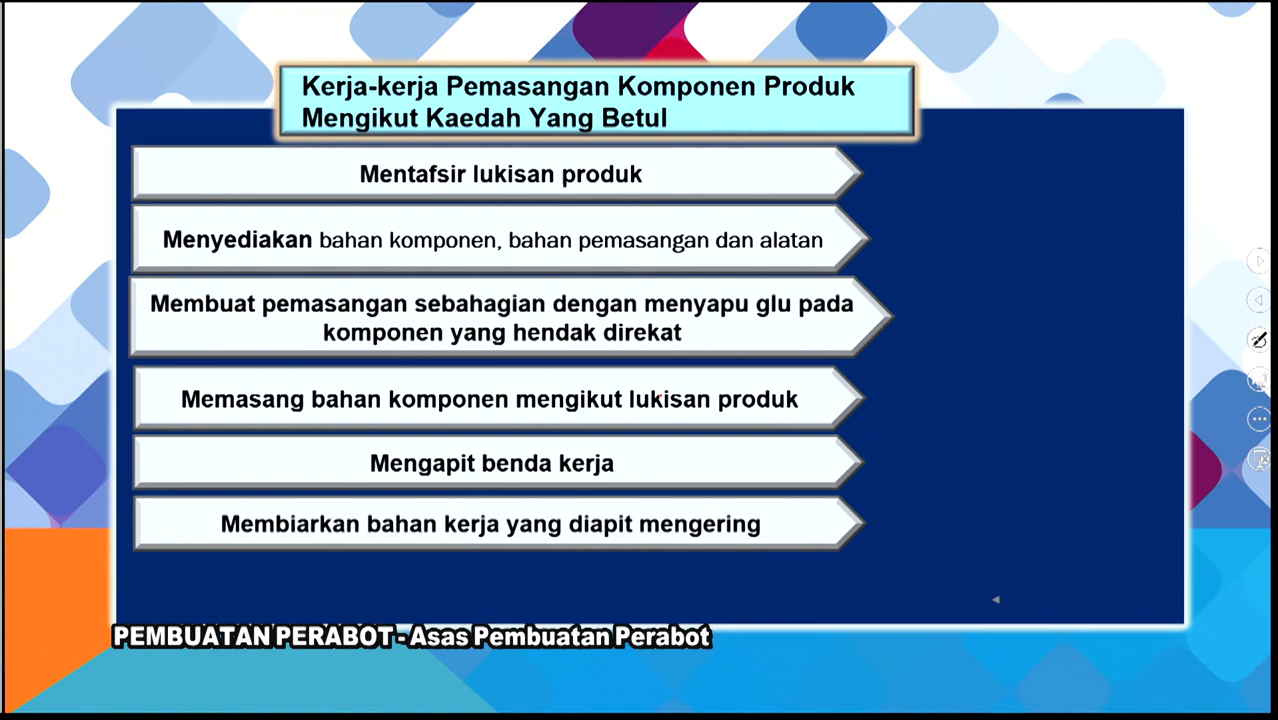 Kerja-kerja Pemasangan Komponen Produk
Mengikut Kaedah Yang Betul
Mentafsir lukisan produk
Menyediakan bahan komponen, bahan pemasangan dan alatan
Membuat pemasangan sebahagian dengan menyapu glu pada
komponen yang hendak direkat
Memasang bahan komponen mengikut lukisan produk
Mengapit benda kerja
Membiarkan bahan kerja yang diapit mengering
PEMBUATAN PERABOT - Asas Pembuatan Perabot